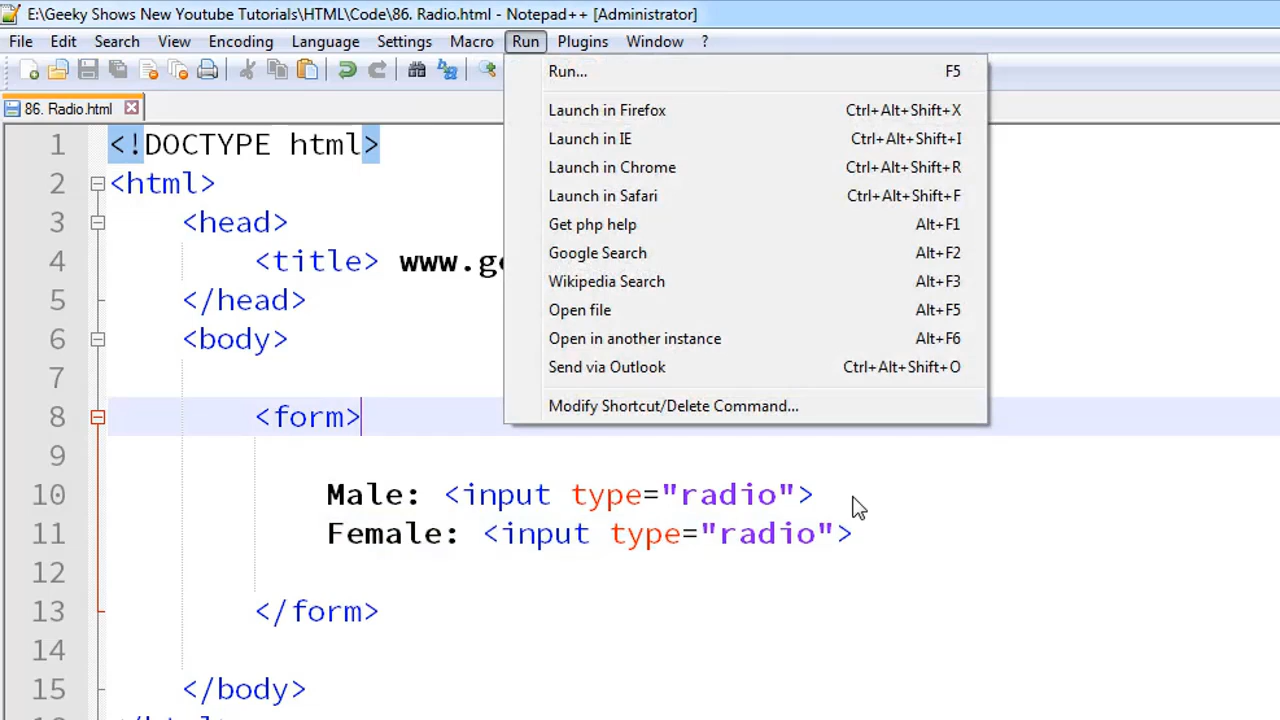 E:\Geeky Shows New Youtube Tutorials\HTML\Code\86. Radio.html - Notepad++ [Administrator]
File Edit Search View Encoding Language Settings Macro Run Plugins Window ?
Run... F5
86. Radio.html
Launch in Firefox Ctrl+Alt+Shift+X
Launch in IE Ctrl+Alt+Shift+I
Launch in Chrome Ctrl+Alt+Shift+R
Launch in Safari Ctrl+Alt+Shift+F
Get php help Alt+F1
Google Search Alt+F2
Wikipedia Search Alt+F3
Open file Alt+F5
Open in another instance Alt+F6
Send via Outlook Ctrl+Alt+Shift+O
Modify Shortcut/Delete Command...
1 <!DOCTYPE html>
2 <html>
3 <head>
4 <title>
5 </head>
6 <body>
7
8 <form>
9
10 Male: <input type="radio">
11 Female: <input type="radio">
12
13 </form>
14
15 </body>